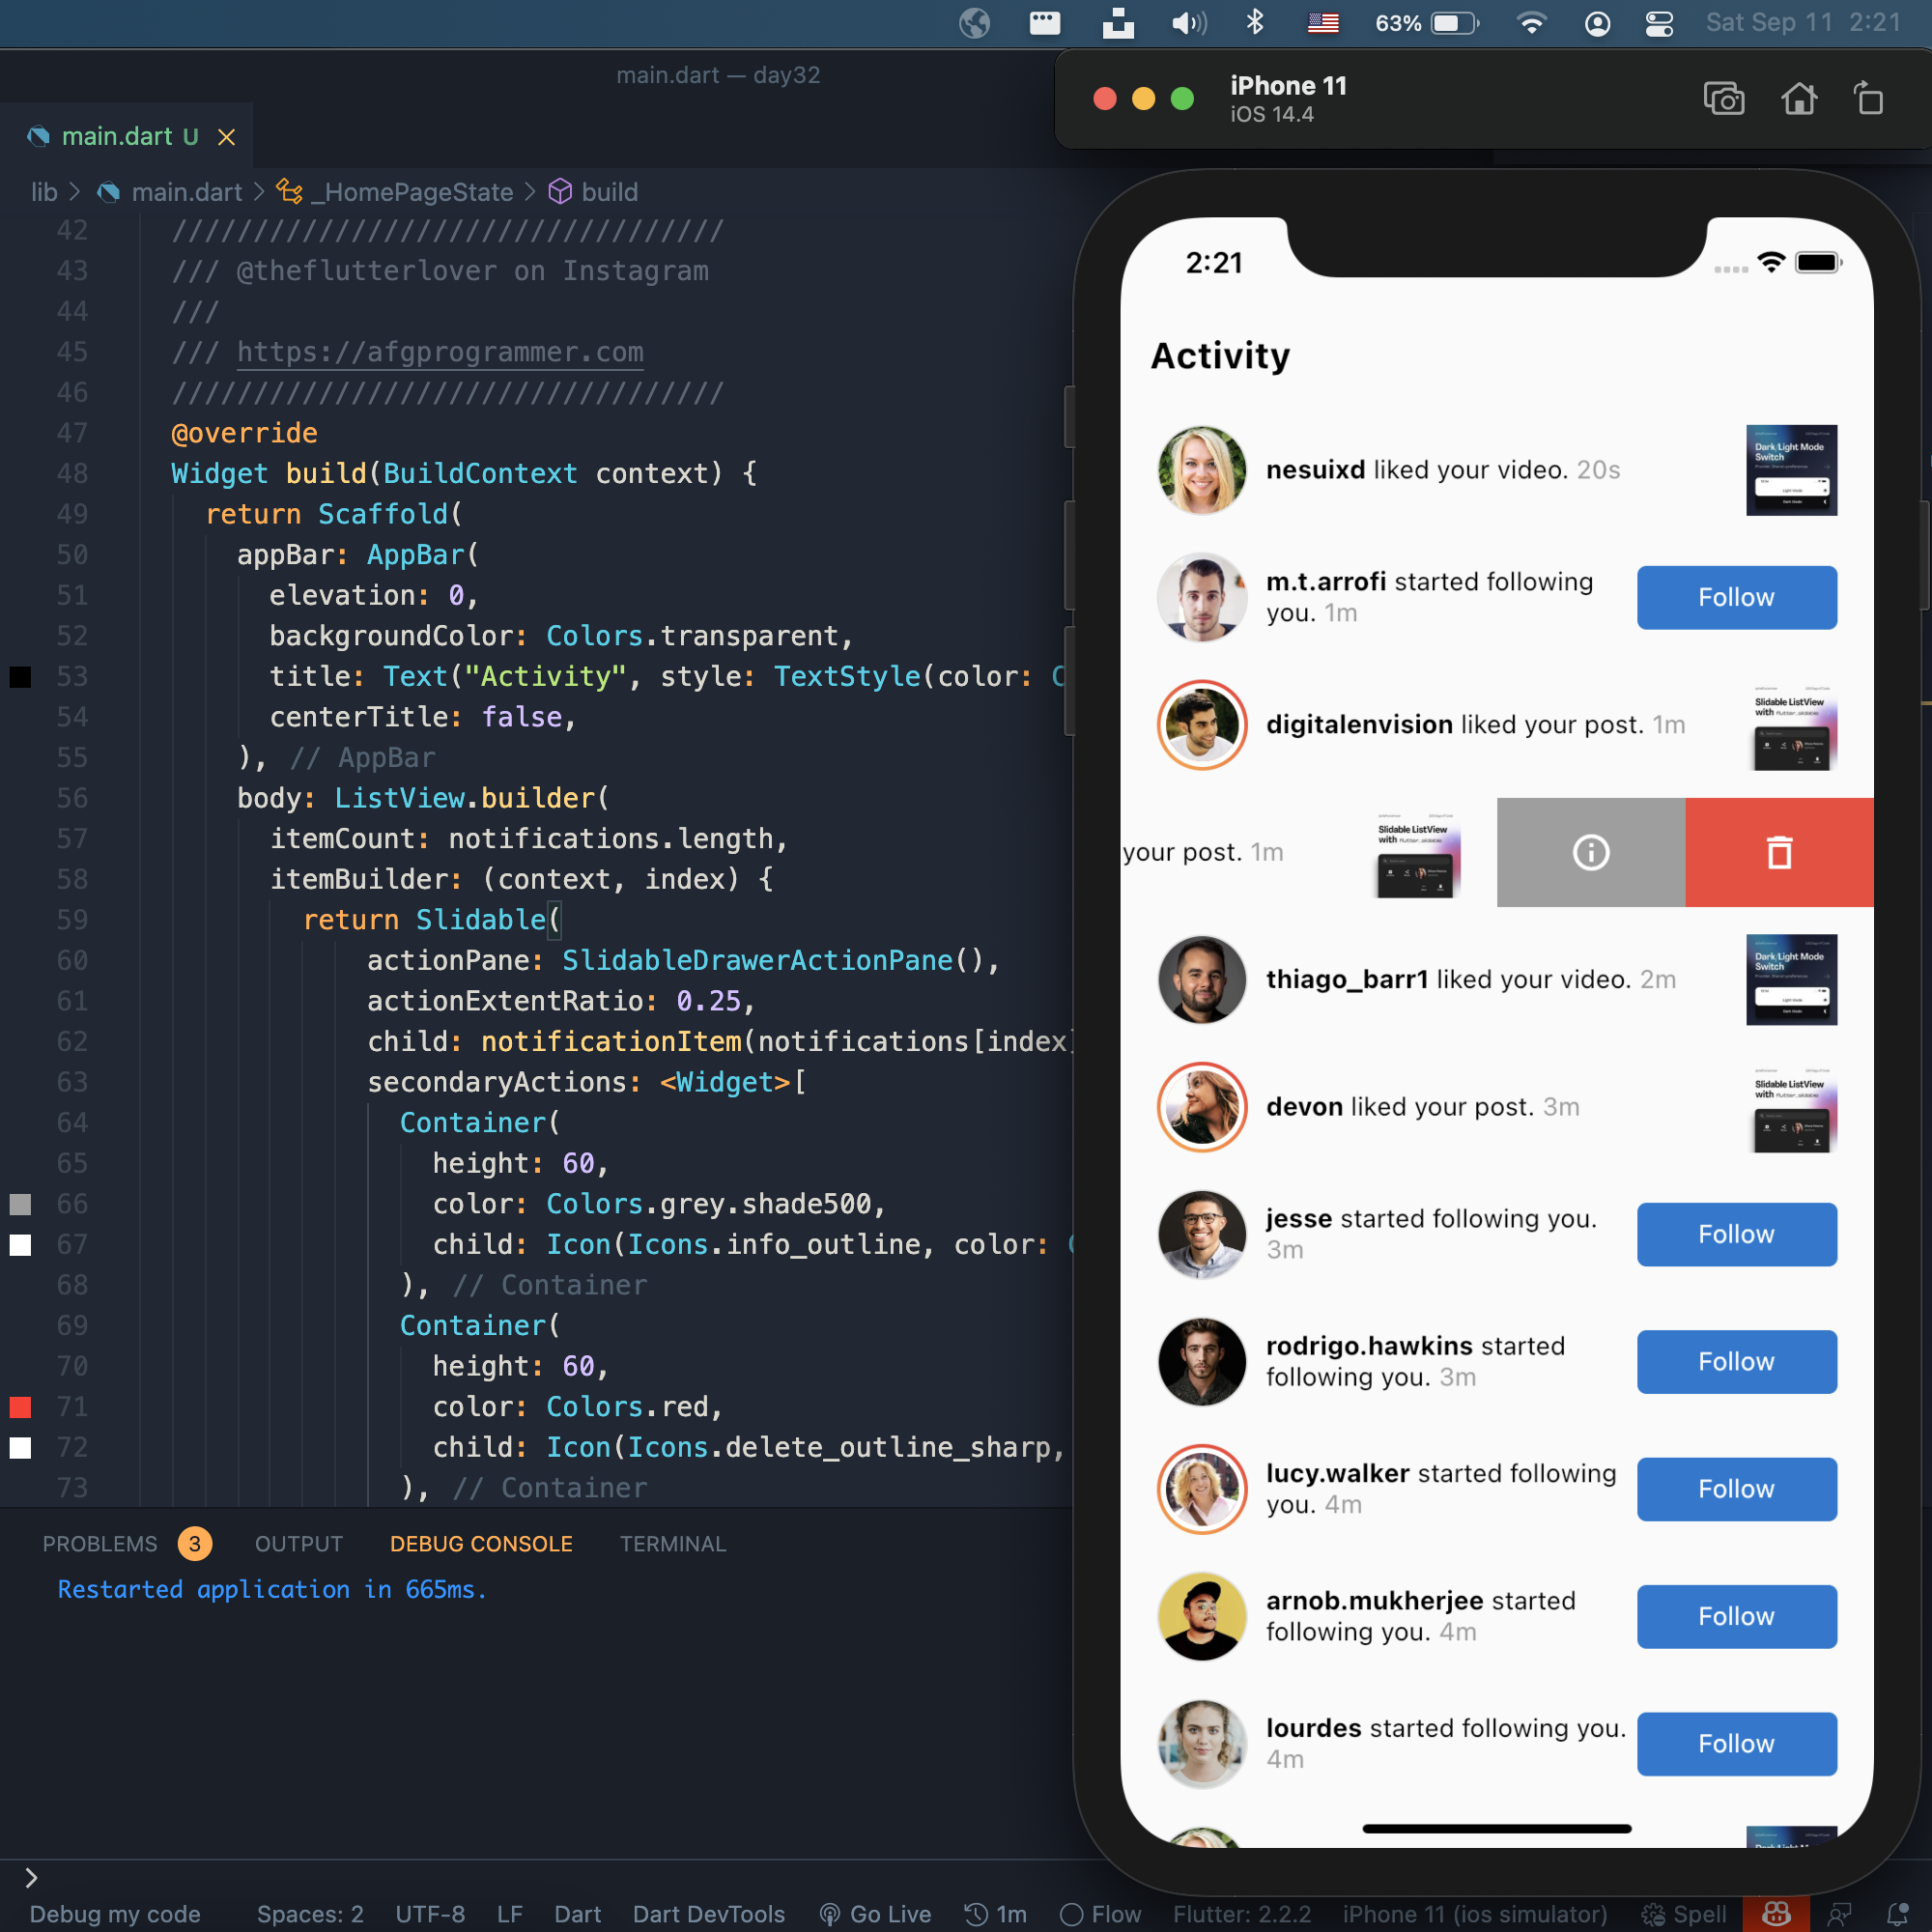 63%
Sat Sep 11 2:21
main.dart — day32
main.dart U
lib > main.dart > _HomePageState > build
42 //////////////////////////////////
43 /// @theflutterlover on Instagram
44 ///
45 /// https://afgprogrammer.com
46 //////////////////////////////////
47 @override
48 Widget build(BuildContext context) {
49 return Scaffold(
50 appBar: AppBar(
51 elevation: 0,
52 backgroundColor: Colors.transparent,
53 title: Text("Activity", style: TextStyle(color: C
54 centerTitle: false,
55 ), // AppBar
56 body: ListView.builder(
57 itemCount: notifications.length,
58 itemBuilder: (context, index) {
59 return Slidable(
60 actionPane: SlidableDrawerActionPane(),
61 actionExtentRatio: 0.25,
62 child: notificationItem(notifications[index]
63 secondaryActions: <Widget>[
64 Container(
65 height: 60,
66 color: Colors.grey.shade500,
67 child: Icon(Icons.info_outline, color:
68 ), // Container
69 Container(
70 height: 60,
71 color: Colors.red,
72 child: Icon(Icons.delete_outline_sharp,
73 ), // Container
PROBLEMS 3 OUTPUT DEBUG CONSOLE TERMINAL
Restarted application in 665ms.
Debug my code Spaces: 2 UTF-8 LF Dart Dart DevTools Go Live 1m Flow Flutter: 2.2.2 iPhone 11 (ios simulator) Spell
iPhone 11
iOS 14.4
2:21
Activity
nesuixd liked your video. 20s
Dark/Light Mode
Switch
m.t.arrofi started following
you. 1m
Follow
digitalenvision liked your post. 1m
Slidable ListView
with flutter_slidable
your post. 1m
Slidable ListView
with flutter_slidable
thiago_barr1 liked your video. 2m
Dark/Light Mode
Switch
devon liked your post. 3m
Slidable ListView
with flutter_slidable
jesse started following you.
3m
Follow
rodrigo.hawkins started
following you. 3m
Follow
lucy.walker started following
you. 4m
Follow
arnob.mukherjee started
following you. 4m
Follow
lourdes started following you.
4m
Follow